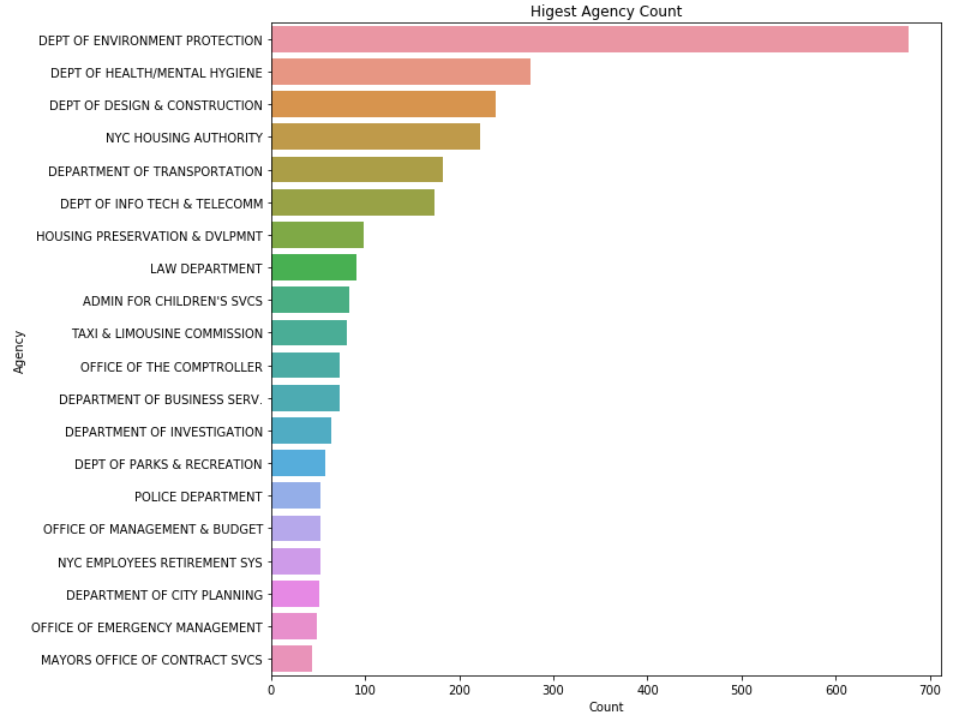 Higest Agency Count
DEPT OF ENVIRONMENT PROTECTION
DEPT OF HEALTH/MENTAL HYGIENE
DEPT OF DESIGN & CONSTRUCTION
NYC HOUSING AUTHORITY
DEPARTMENT OF TRANSPORTATION
DEPT OF INFO TECH & TELECOMM
HOUSING PRESERVATION & DVLPMNT
LAW DEPARTMENT
ADMIN FOR CHILDREN'S SVCS
TAXI & LIMOUSINE COMMISSION
OFFICE OF THE COMPTROLLER
DEPARTMENT OF BUSINESS SERV.
DEPARTMENT OF INVESTIGATION
DEPT OF PARKS & RECREATION
POLICE DEPARTMENT
OFFICE OF MANAGEMENT & BUDGET
NYC EMPLOYEES RETIREMENT SYS
DEPARTMENT OF CITY PLANNING
OFFICE OF EMERGENCY MANAGEMENT
MAYORS OFFICE OF CONTRACT SVCS
Agency
0 100 200 300 400 500 600 700
Count